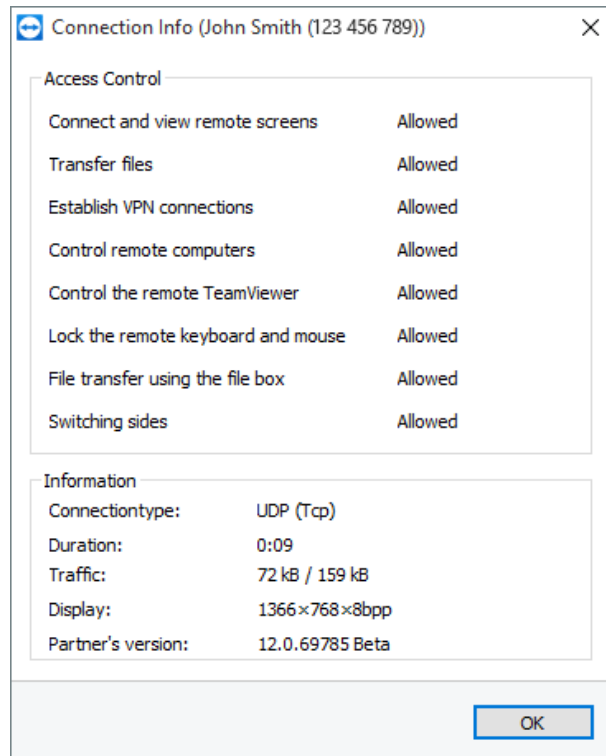 Connection Info (John Smith (123 456 789))
Access Control
Connect and view remote screens Allowed
Transfer files Allowed
Establish VPN connections Allowed
Control remote computers Allowed
Control the remote TeamViewer Allowed
Lock the remote keyboard and mouse Allowed
File transfer using the file box Allowed
Switching sides Allowed
Information
Connectiontype: UDP (Tcp)
Duration: 0:09
Traffic: 72 kB / 159 kB
Display: 1366×768×8bpp
Partner's version: 12.0.69785 Beta
OK